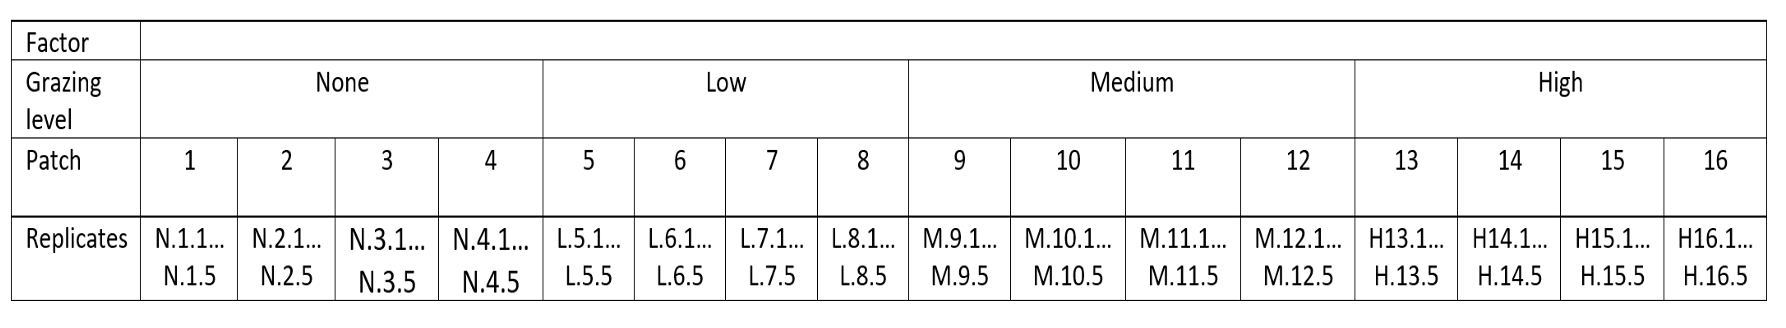 Factor
Grazing None Low Medium High
level
Patch 1 2 3 4 5 6 7 8 9 10 11 12 13 14 15 16
Replicates N.1.1... N.2.1... N.3.1... N.4.1... L.5.1... L.6.1... L.7.1... L.8.1... M.9.1... M.10.1... M.11.1... M.12.1... H13.1... H14.1... H15.1... H16.1...
N.1.5 N.2.5 N.3.5 N.4.5 L.5.5 L.6.5 L.7.5 L.8.5 M.9.5 M.10.5 M.11.5 M.12.5 H.13.5 H.14.5 H.15.5 H.16.5